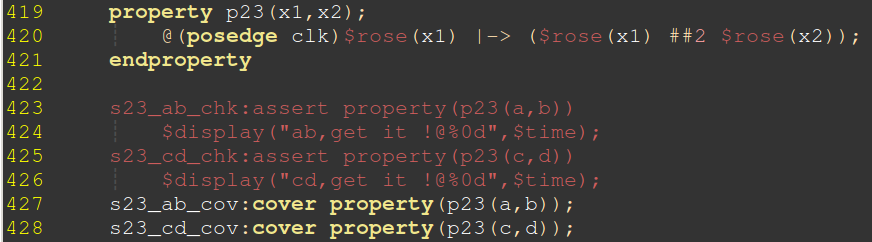 419 property p23(x1,x2);
420 @(posedge clk)$rose(x1) |-> ($rose(x1) ##2 $rose(x2));
421 endproperty
422
423 s23_ab_chk:assert property(p23(a,b))
424 $display("ab,get it !@%0d",$time);
425 s23_cd_chk:assert property(p23(c,d))
426 $display("cd,get it !@%0d",$time);
427 s23_ab_cov:cover property(p23(a,b));
428 s23_cd_cov:cover property(p23(c,d));